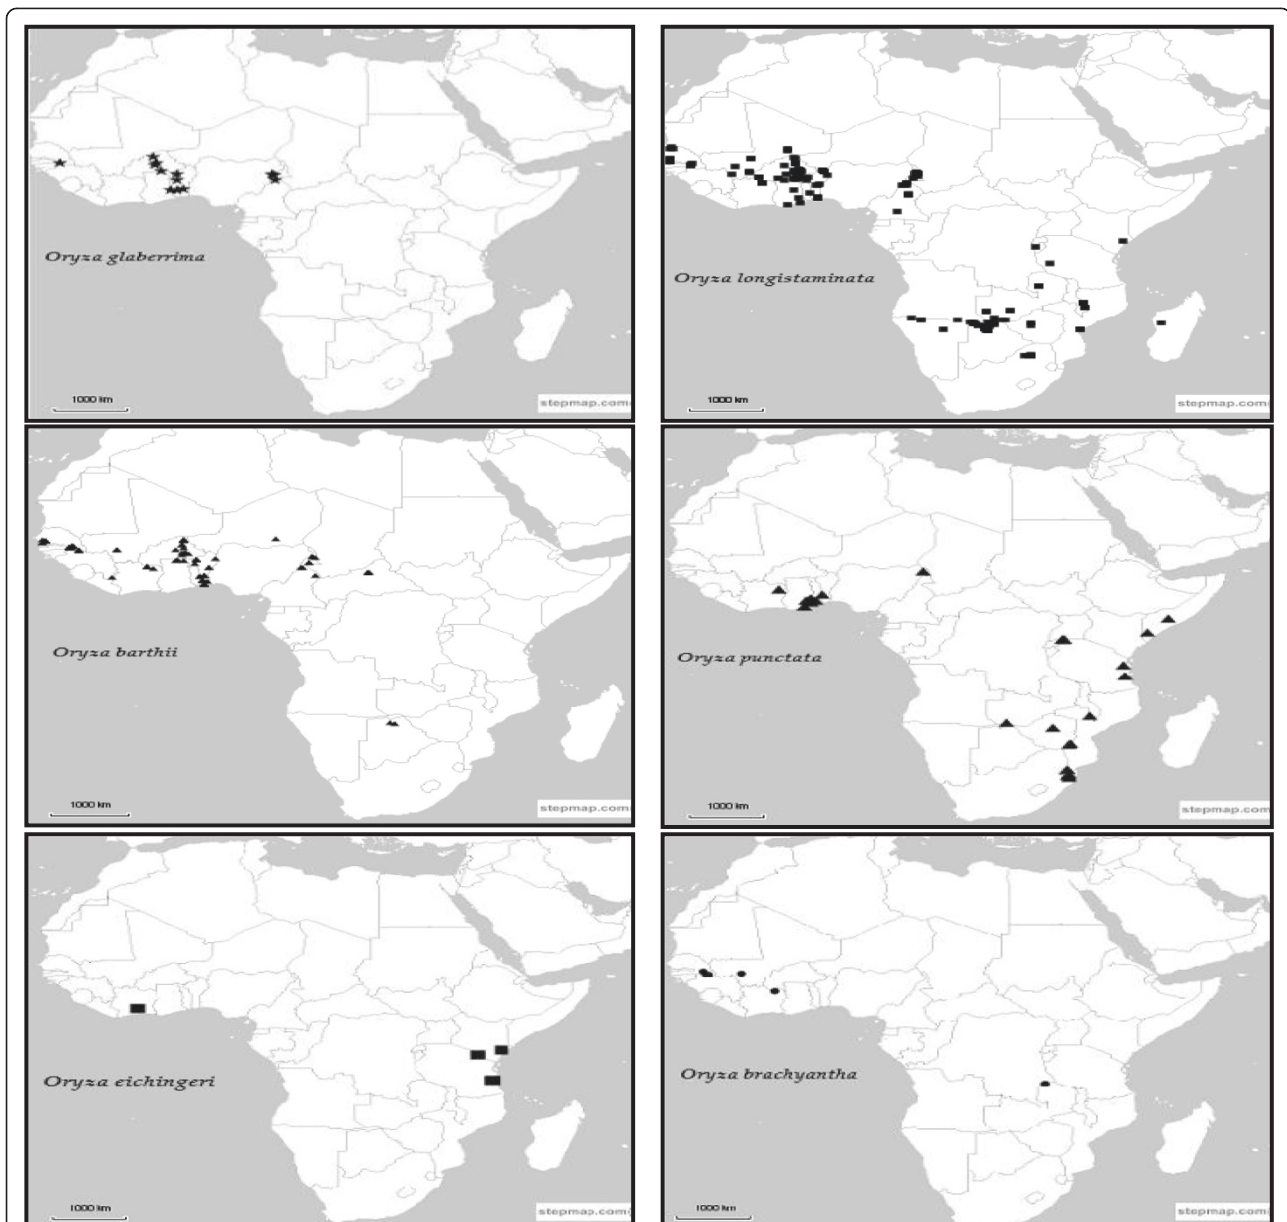 Oryza glaberrima
1000 km
stepmap.com
Oryza longistaminata
1000 km
stepmap.com
Oryza barthii
1000 km
stepmap.com
Oryza punctata
1000 km
stepmap.com
Oryza eichingeri
1000 km
stepmap.com
Oryza brachyantha
1000 km
stepmap.com